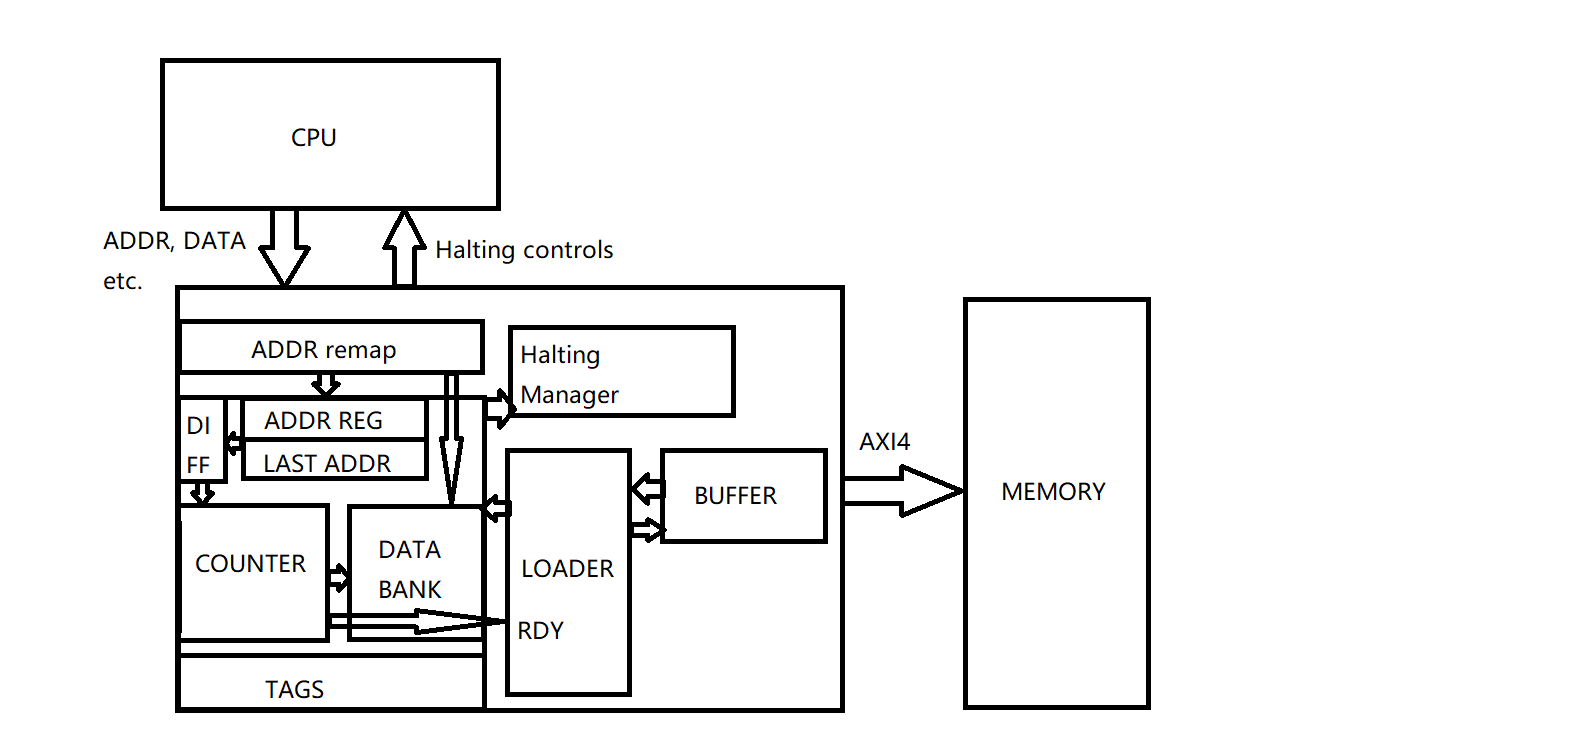 CPU
ADDR, DATA
etc.
Halting controls
ADDR remap
Halting
Manager
DI
FF
ADDR REG
LAST ADDR
AXI4
BUFFER
MEMORY
COUNTER
DATA
BANK
LOADER
RDY
TAGS